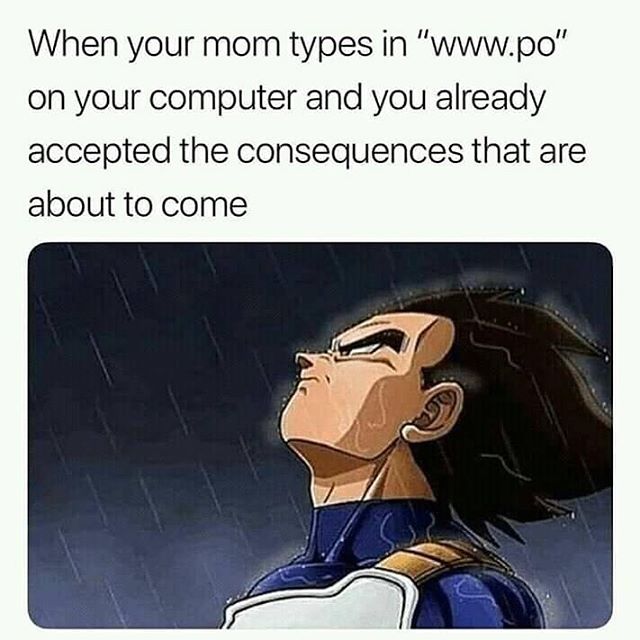 When your mom types in "www.po"
on your computer and you already
accepted the consequences that are
about to come